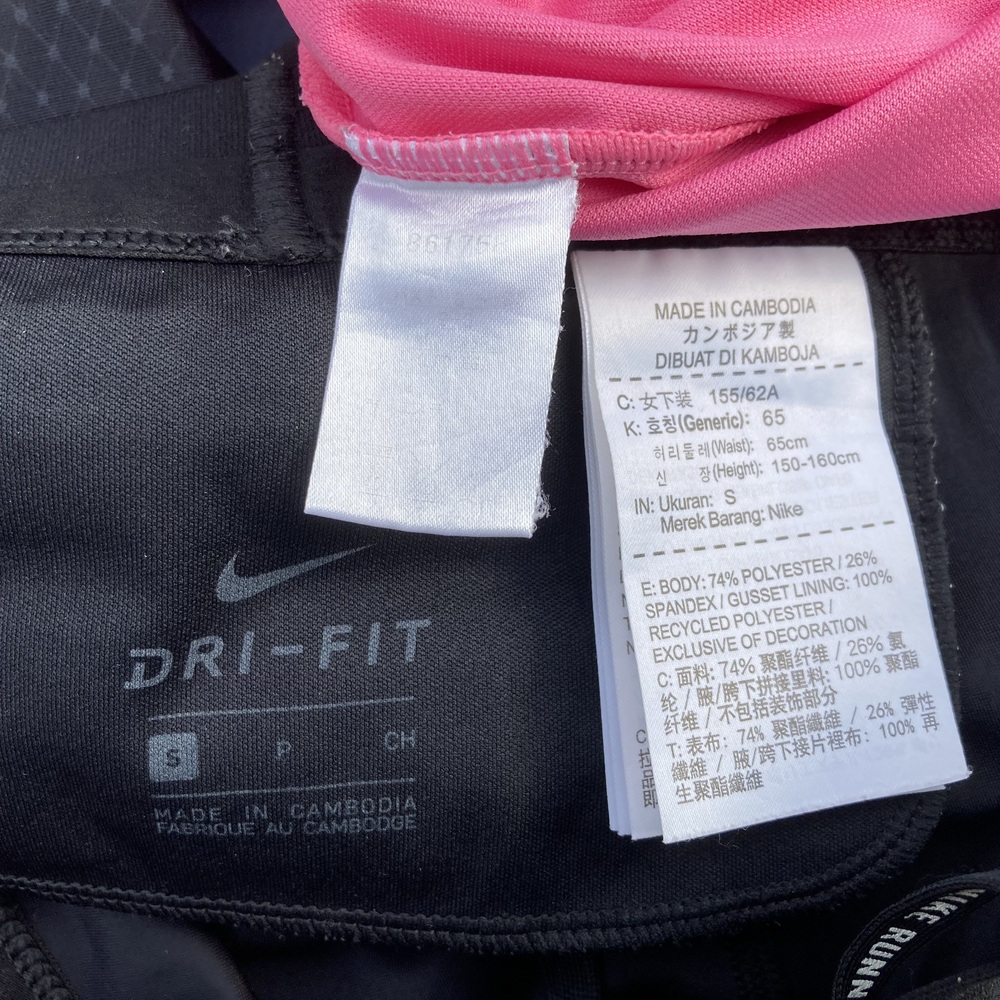 MADE IN CAMBODIA
カンボジア製
DIBUAT DI KAMBOJA
C: 女下装 155/62A
K: 호칭(Generic): 65
허리둘레(Waist): 65cm
신 장(Height): 150-160cm
IN: Ukuran: S
Merek Barang: Nike
E: BODY: 74% POLYESTER / 26%
SPANDEX / GUSSET LINING: 100%
RECYCLED POLYESTER /
EXCLUSIVE OF DECORATION
C: 面料: 74% 聚酯纤维 / 26% 氨
纶 / 腋/胯下拼接里料: 100% 聚酯
纤维 / 不包括装饰部分
T: 表布: 74% 聚酯纖維 / 26% 彈性
纖維 / 腋/胯下接片裡布: 100% 再
生聚酯纖維
DRI-FIT
S P CH
MADE IN CAMBODIA
FABRIQUÉ AU CAMBODGE
NIKE RUNN